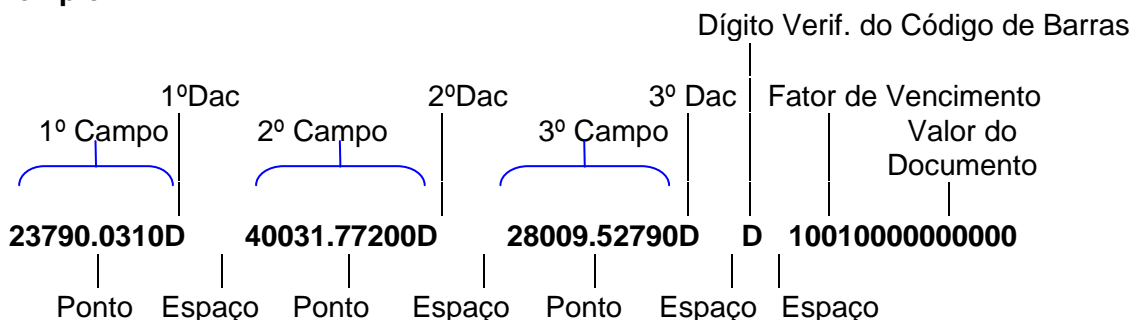 Dígito Verif. do Código de Barras
1ºDac 2ºDac 3º Dac Fator de Vencimento
1º Campo 2º Campo 3º Campo Valor do
Documento
23790.0310D 40031.77200D 28009.52790D D 10010000000000
Ponto Espaço Ponto Espaço Ponto Espaço Espaço